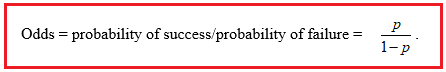 Odds = probability of success/probability of failure = p / 1−p .